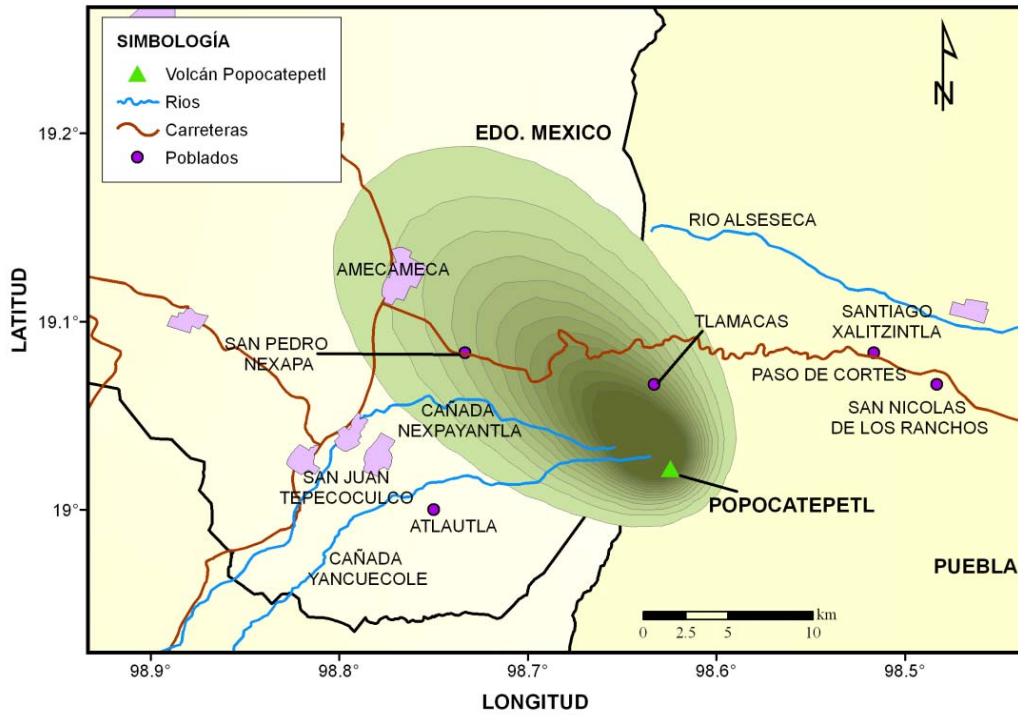 SIMBOLOGÍA
Volcán Popocatepetl
Rios
Carreteras
Poblados
N
EDO. MEXICO
19.2°
RIO ALSESECA
AMECAMECA
LATITUD
19.1°
TLAMACAS
SANTIAGO
XALITZINTLA
SAN PEDRO
NEXAPA
PASO DE CORTES
CAÑADA
NEXPAYANTLA
SAN NICOLAS
DE LOS RANCHOS
SAN JUAN
TEPECOCULCO
POPOCATEPETL
19°
ATLAUTLA
CAÑADA
YANCUECOLE
PUEBLA
km
0 2.5 5 10
98.9° 98.8° 98.7° 98.6° 98.5°
LONGITUD